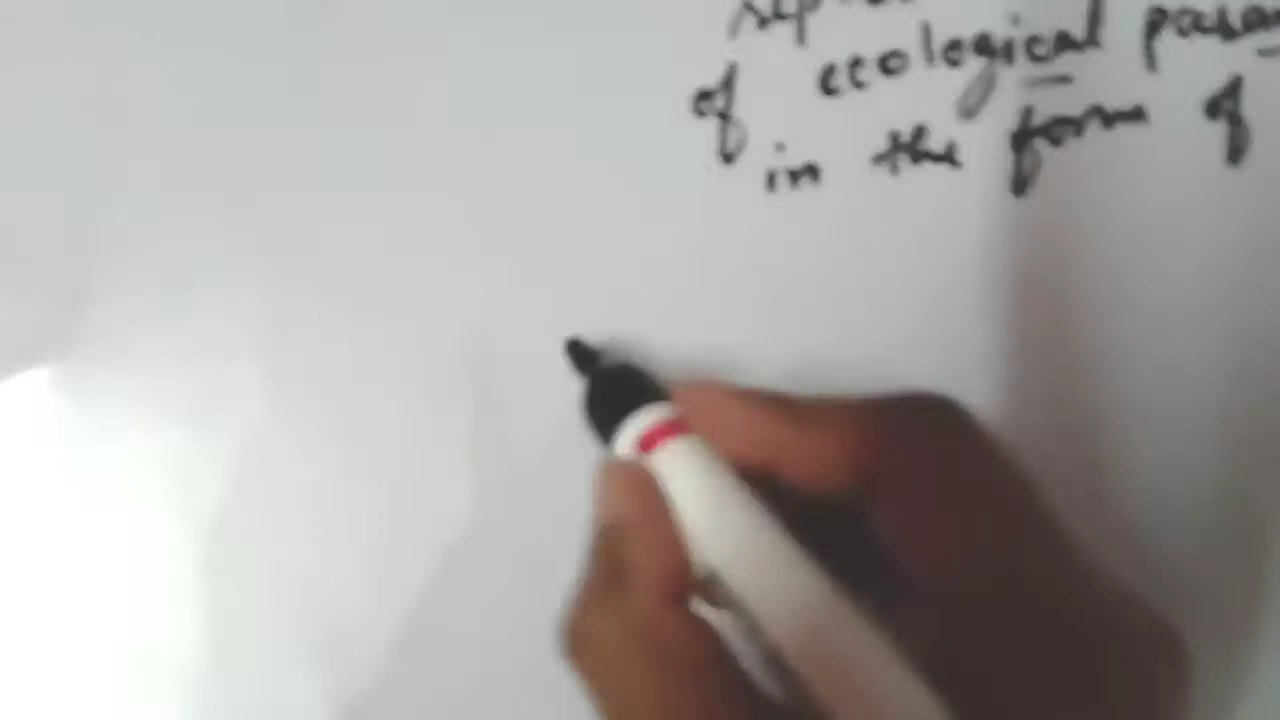 of ecological
in the form of